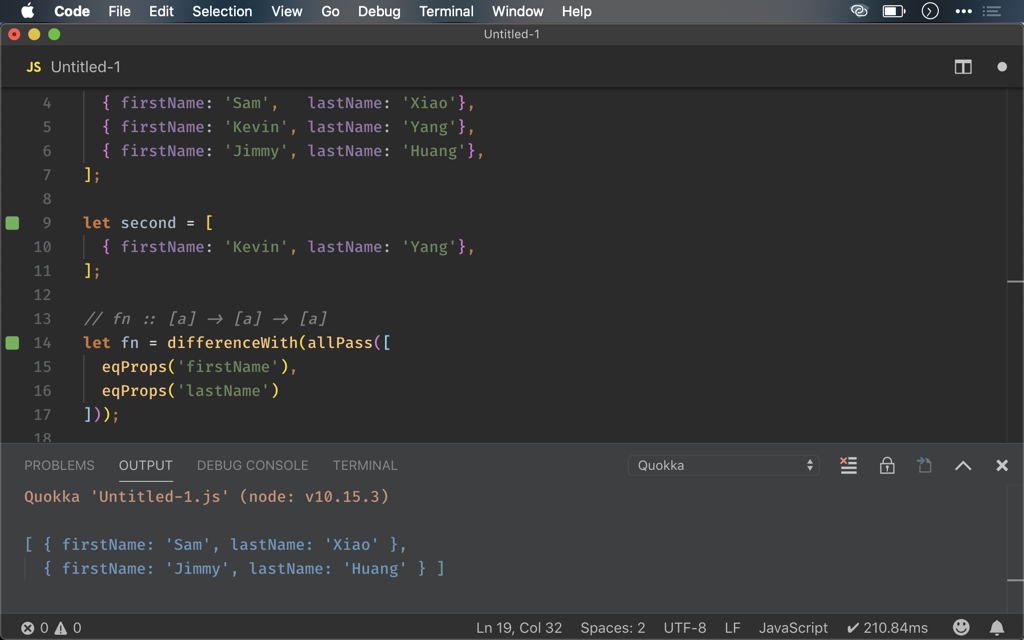 Code File Edit Selection View Go Debug Terminal Window Help
Untitled-1
JS Untitled-1
4 { firstName: 'Sam',   lastName: 'Xiao'},
5 { firstName: 'Kevin', lastName: 'Yang'},
6 { firstName: 'Jimmy', lastName: 'Huang'},
7 ];
8
9 let second = [
10 { firstName: 'Kevin', lastName: 'Yang'},
11 ];
12
13 // fn :: [a] → [a] → [a]
14 let fn = differenceWith(allPass([
15 eqProps('firstName'),
16 eqProps('lastName')
17 ]));
18
PROBLEMS OUTPUT DEBUG CONSOLE TERMINAL Quokka
Quokka 'Untitled-1.js' (node: v10.15.3)
[ { firstName: 'Sam', lastName: 'Xiao' },
{ firstName: 'Jimmy', lastName: 'Huang' } ]
0 0 Ln 19, Col 32 Spaces: 2 UTF-8 LF JavaScript ✔ 210.84ms